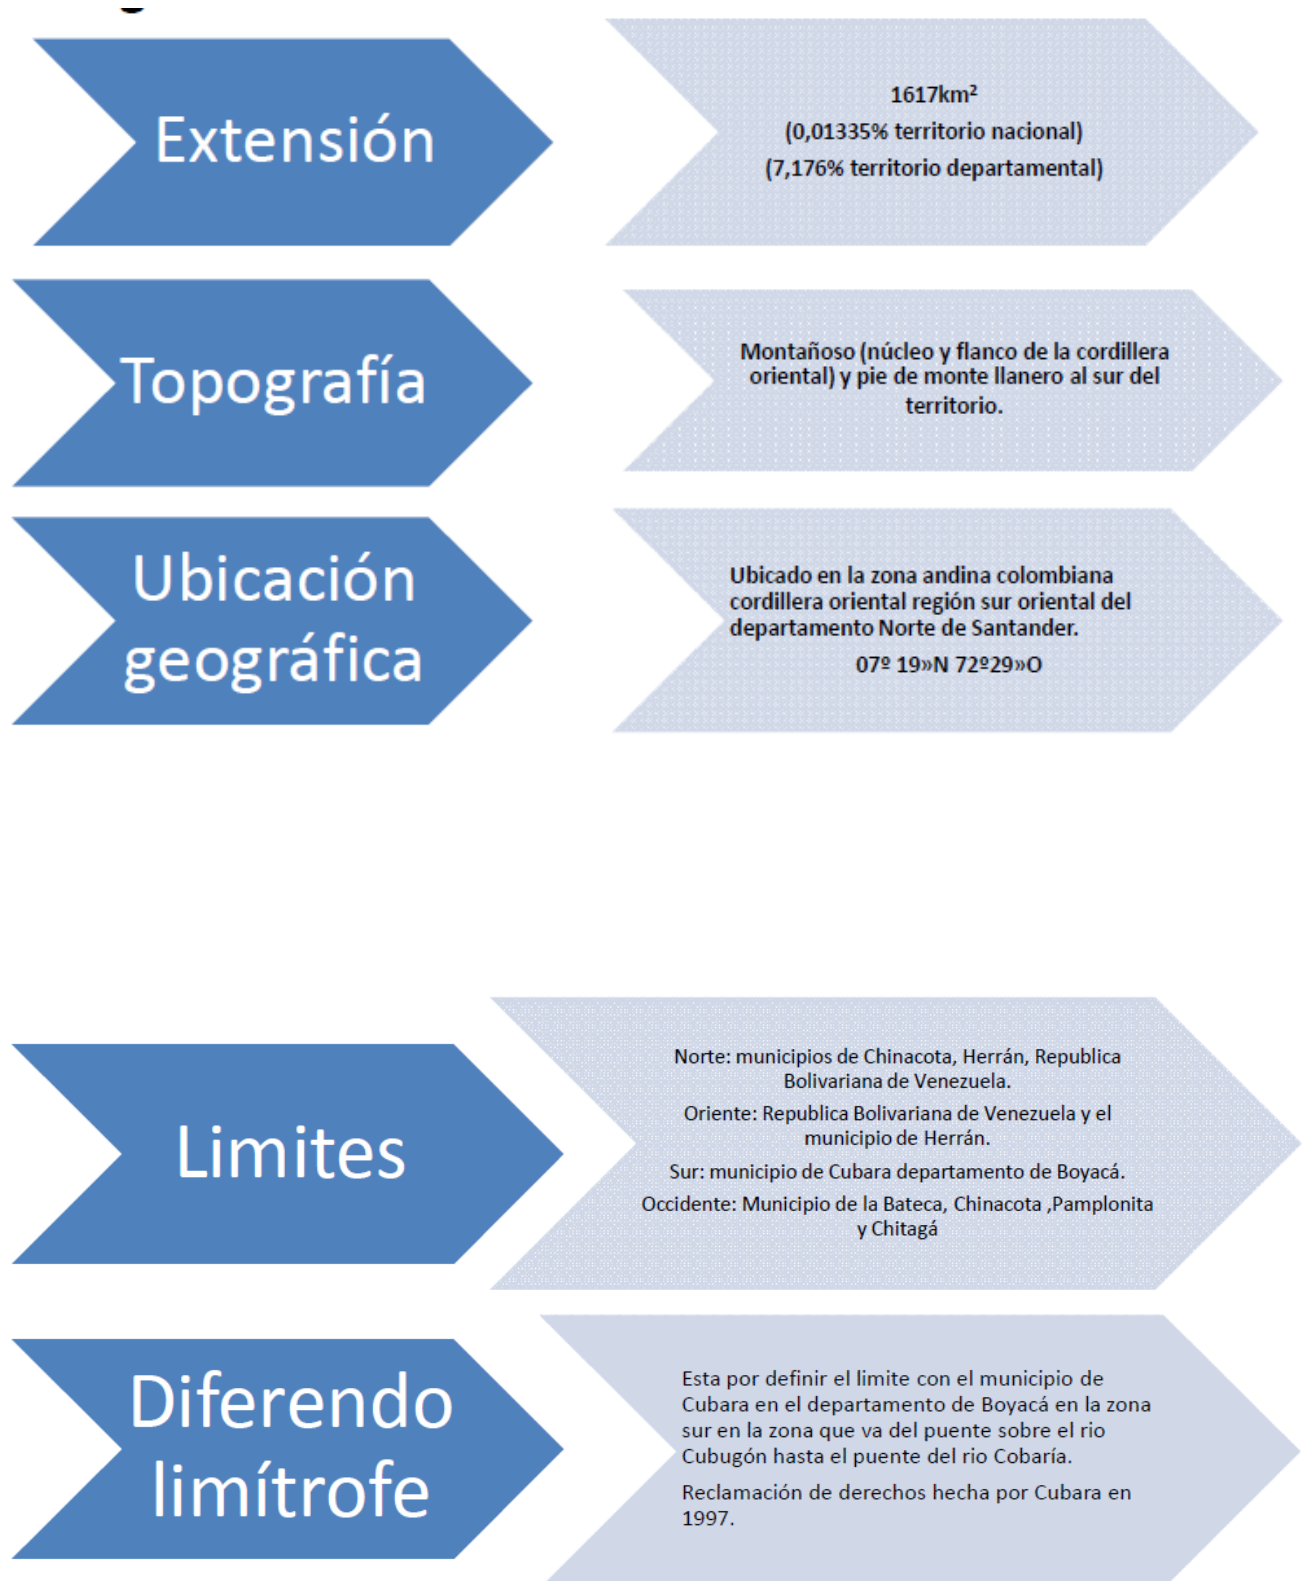 Extensión
1617km²
(0,01335% territorio nacional)
(7,176% territorio departamental)
Topografía
Montañoso (núcleo y flanco de la cordillera
oriental) y pie de monte llanero al sur del
territorio.
Ubicación
geográfica
Ubicado en la zona andina colombiana
cordillera oriental región sur oriental del
departamento Norte de Santander.
07º 19»N 72º29»O
Limites
Norte: municipios de Chinacota, Herrán, Republica
Bolivariana de Venezuela.
Oriente: Republica Bolivariana de Venezuela y el
municipio de Herrán.
Sur: municipio de Cubara departamento de Boyacá.
Occidente: Municipio de la Bateca, Chinacota ,Pamplonita
y Chitagá
Diferendo
limítrofe
Esta por definir el limite con el municipio de
Cubara en el departamento de Boyacá en la zona
sur en la zona que va del puente sobre el rio
Cubugón hasta el puente del rio Cobaría.
Reclamación de derechos hecha por Cubara en
1997.